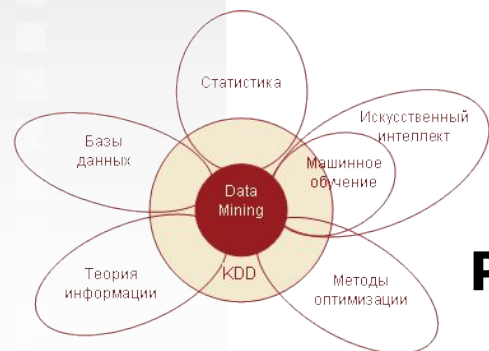 Статистика
Искусственный
интеллект
Базы
данных
Машинное
обучение
Data
Mining
KDD
Теория
информации
Методы
оптимизации